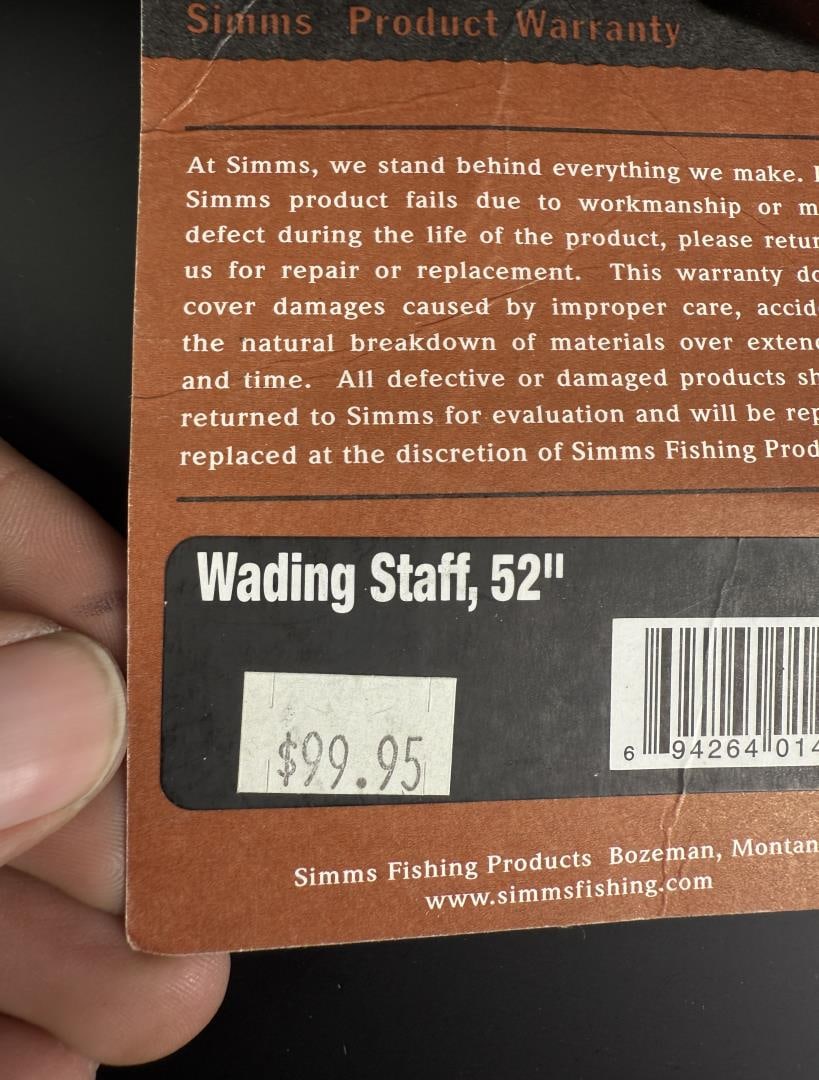 Simms Product Warranty
At Simms, we stand behind everything we make.
Simms product fails due to workmanship or
defect during the life of the product, please
us for repair or replacement. This warranty
cover damages caused by improper care,
the natural breakdown of materials over
and time. All defective or damaged products
returned to Simms for evaluation and will be
replaced at the discretion of Simms Fishing
Wading Staff, 52"
$99.95
6 94264 014
Simms Fishing Products Bozeman,
www.simmsfishing.com